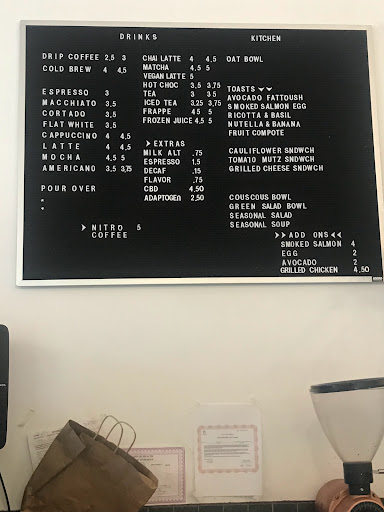 DRINKS
DRIP COFFEE 2,5 3
COLD BREW 4 4,5
ESPRESSO 3
MACCHIATO 3,5
CORTADO 3,5
FLAT WHITE 3,5
CAPPUCCINO 4 4,5
LATTE 4 4,5
MOCHA 4,5 5
AMERICANO 3,5 3,75
POUR OVER
"
"
NITRO 5
COFFEE
CHAI LATTE 4 4,5
MATCHA 4,5 5
VEGAN LATTE 5
HOT CHOC 3,5 3,75
TEA 3 3,5
ICED TEA 3,25 3,75
FRAPPE 4,5 5
FROZEN JUICE 4,5 5
EXTRAS
MILK ALT .75
ESPRESSO 1,5
DECAF .15
FLAVOR .75
CBD 4,50
ADAPTOGEN 2,50
KITCHEN
OAT BOWL
TOASTS
AVOCADO FATTOUSH
SMOKED SALMON EGG
RICOTTA & BASIL
NUTELLA & BANANA
FRUIT COMPOTE
CAULIFLOWER SNDWCH
TOMATO MUTZ SNDWCH
GRILLED CHEESE SNDWCH
COUSCOUS BOWL
GREEN SALAD BOWL
SEASONAL SALAD
SEASONAL SOUP
ADD ONS
SMOKED SALMON 4
EGG 2
AVOCADO 2
GRILLED CHICKEN 4,50